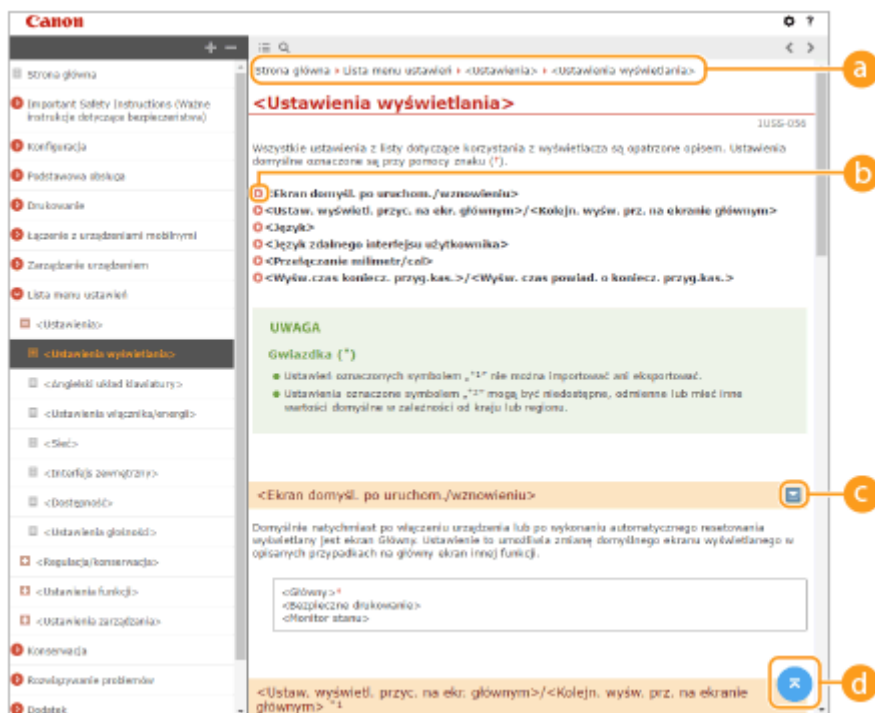 Canon
?
+ −
< >
Strona główna
Important Safety Instructions (Ważne
instrukcje dotyczące bezpieczeństwa)
Konfiguracja
Podstawowa obsługa
Drukowanie
Łączenie z urządzeniami mobilnymi
Zarządzanie urządzeniem
Lista menu ustawień
<Ustawienia>
<Ustawienia wyświetlania>
<Angielski układ klawiatury>
<Ustawienia włącznika/energii>
<Sieć>
<Interfejs zewnętrzny>
<Dostępność>
<Ustawienia głośności>
<Regulacja/konserwacja>
<Ustawienia funkcji>
<Ustawienia zarządzania>
Konserwacja
Rozwiązywanie problemów
Dodatek
Strona główna › Lista menu ustawień › <Ustawienia> › <Ustawienia wyświetlania>
a
<Ustawienia wyświetlania>
1USS-056
Wszystkie ustawienia z listy dotyczące korzystania z wyświetlacza są opatrzone opisem. Ustawienia
domyślne oznaczone są przy pomocy znaku (*).
b
<Ekran domyśl. po uruchom./wznowieniu>
<Ustaw. wyświetl. przyc. na ekr. głównym>/<Kolejn. wyśw. prz. na ekranie głównym>
<Język>
<Język zdalnego interfejsu użytkownika>
<Przełączanie milimetr/cal>
<Wyśw.czas koniecz. przyg.kas.>/<Wyśw. czas powiad. o koniecz. przyg.kas.>
UWAGA
Gwiazdka (*)
Ustawień oznaczonych symbolem „*1” nie można importować ani eksportować.
Ustawienia oznaczone symbolem „*2” mogą być niedostępne, odmienne lub mieć inne
wartości domyślne w zależności od kraju lub regionu.
<Ekran domyśl. po uruchom./wznowieniu>
c
Domyślnie natychmiast po włączeniu urządzenia lub po wykonaniu automatycznego resetowania
wyświetlany jest ekran Główny. Ustawienie to umożliwia zmianę domyślnego ekranu wyświetlanego w
opisanych przypadkach na główny ekran innej funkcji.
<Główny>*
<Bezpieczne drukowanie>
<Monitor stanu>
d
<Ustaw. wyświetl. przyc. na ekr. głównym>/<Kolejn. wyśw. prz. na ekranie
głównym> *1